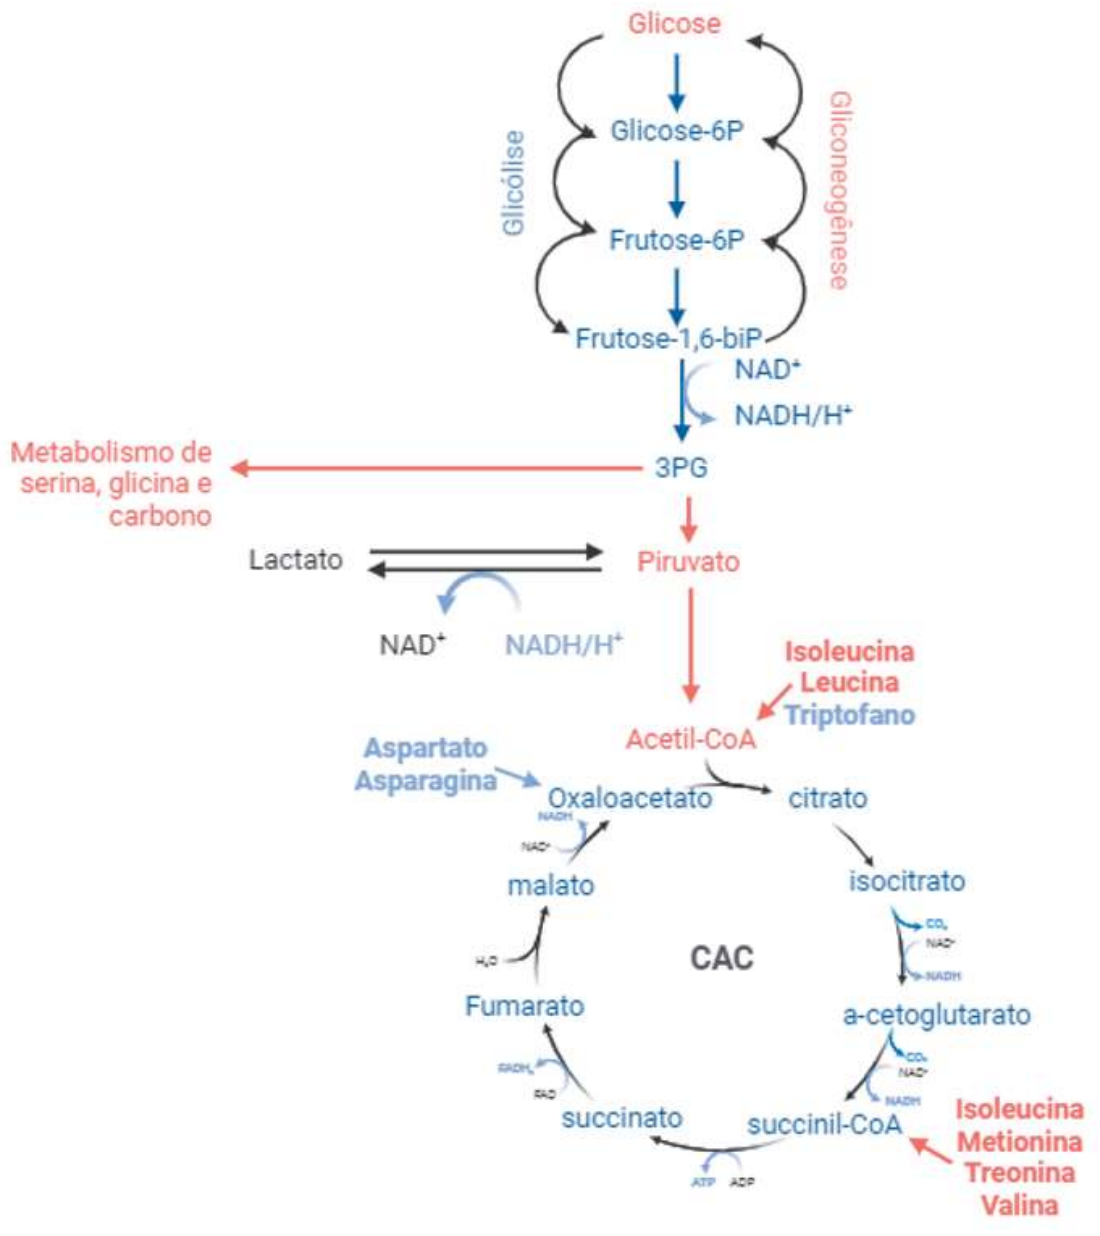 Glicose
Glicólise
Gliconeogênese
Glicose-6P
Frutose-6P
Frutose-1,6-biP
NAD⁺
NADH/H⁺
Metabolismo de
serina, glicina e
carbono
3PG
Lactato
Piruvato
NAD⁺
NADH/H⁺
Isoleucina
Leucina
Triptofano
Acetil-CoA
Aspartato
Asparagina
Oxaloacetato
citrato
NADH
NAD⁺
malato
isocitrato
CO₂
NAD⁺
NADH
CAC
H₂O
Fumarato
a-cetoglutarato
CO₂
NAD⁺
NADH
FADH₂
FAD
succinato
succinil-CoA
ATP ADP
Isoleucina
Metionina
Treonina
Valina